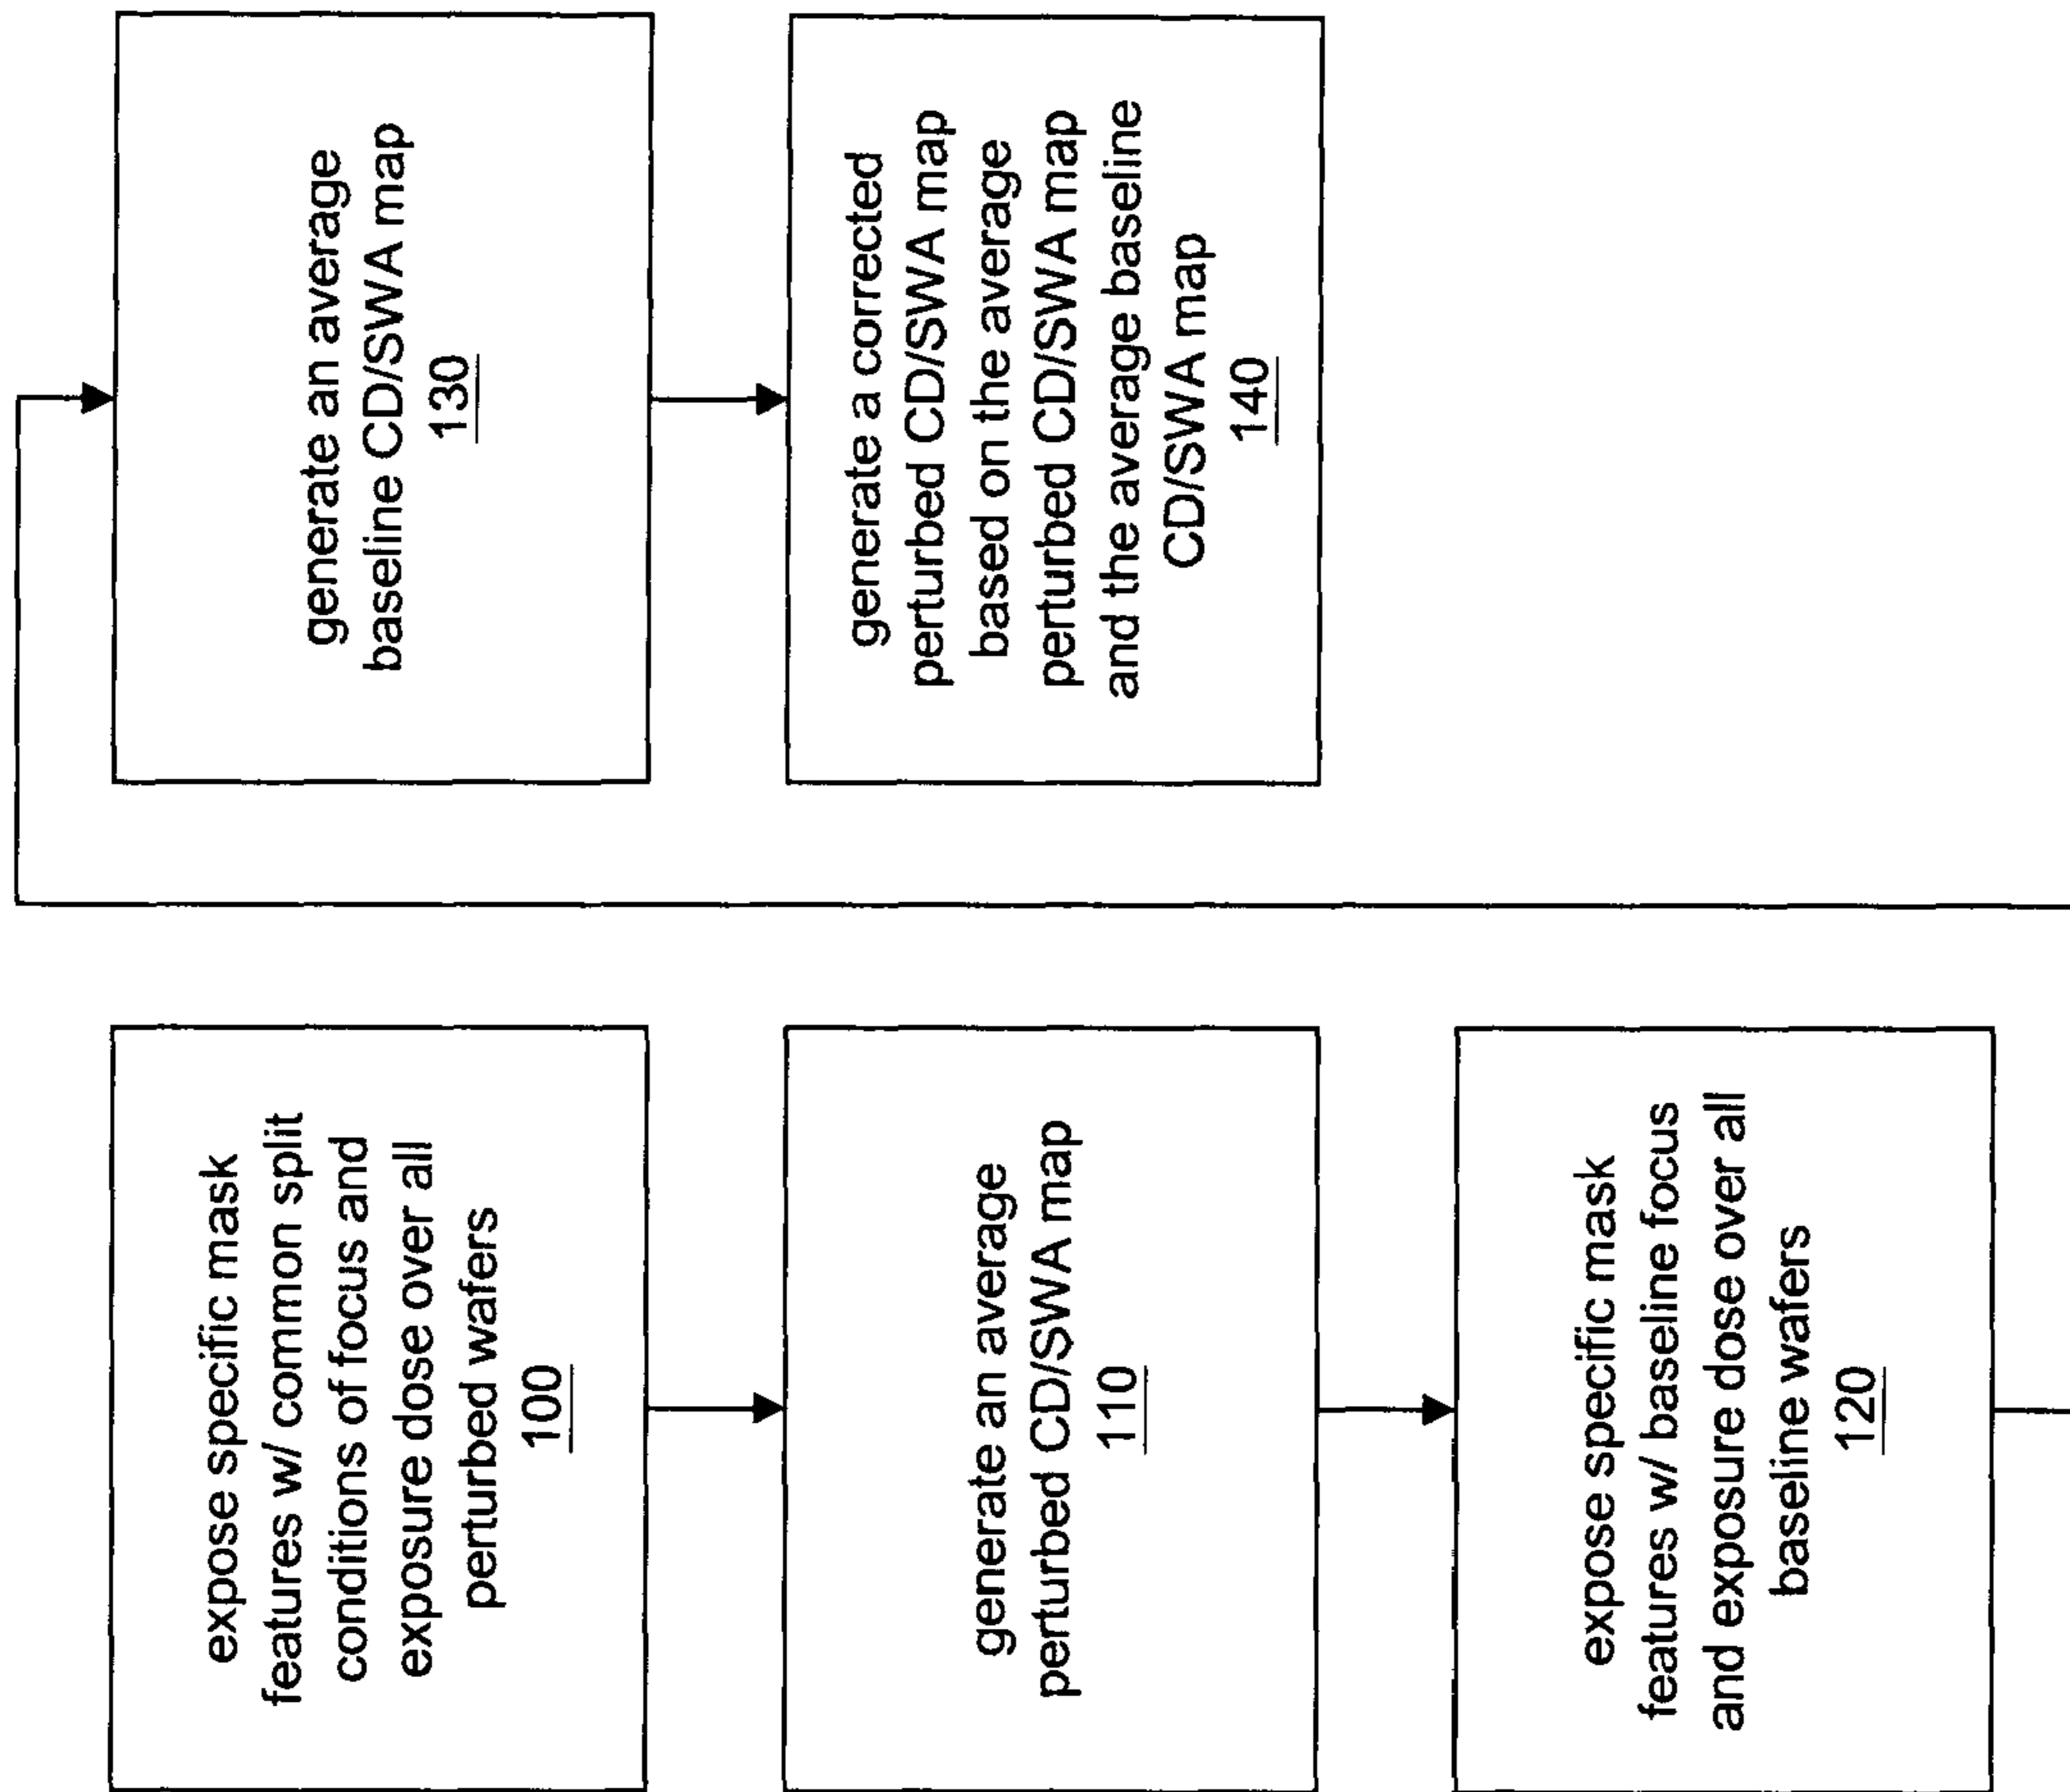 expose specific mask
features w/ common split
conditions of focus and
exposure dose over all
perturbed wafers
100
generate an average
perturbed CD/SWA map
110
expose specific mask
features w/ baseline focus
and exposure dose over all
baseline wafers
120
generate an average
baseline CD/SWA map
130
generate a corrected
perturbed CD/SWA map
based on the average
perturbed CD/SWA map
and the average baseline
CD/SWA map
140